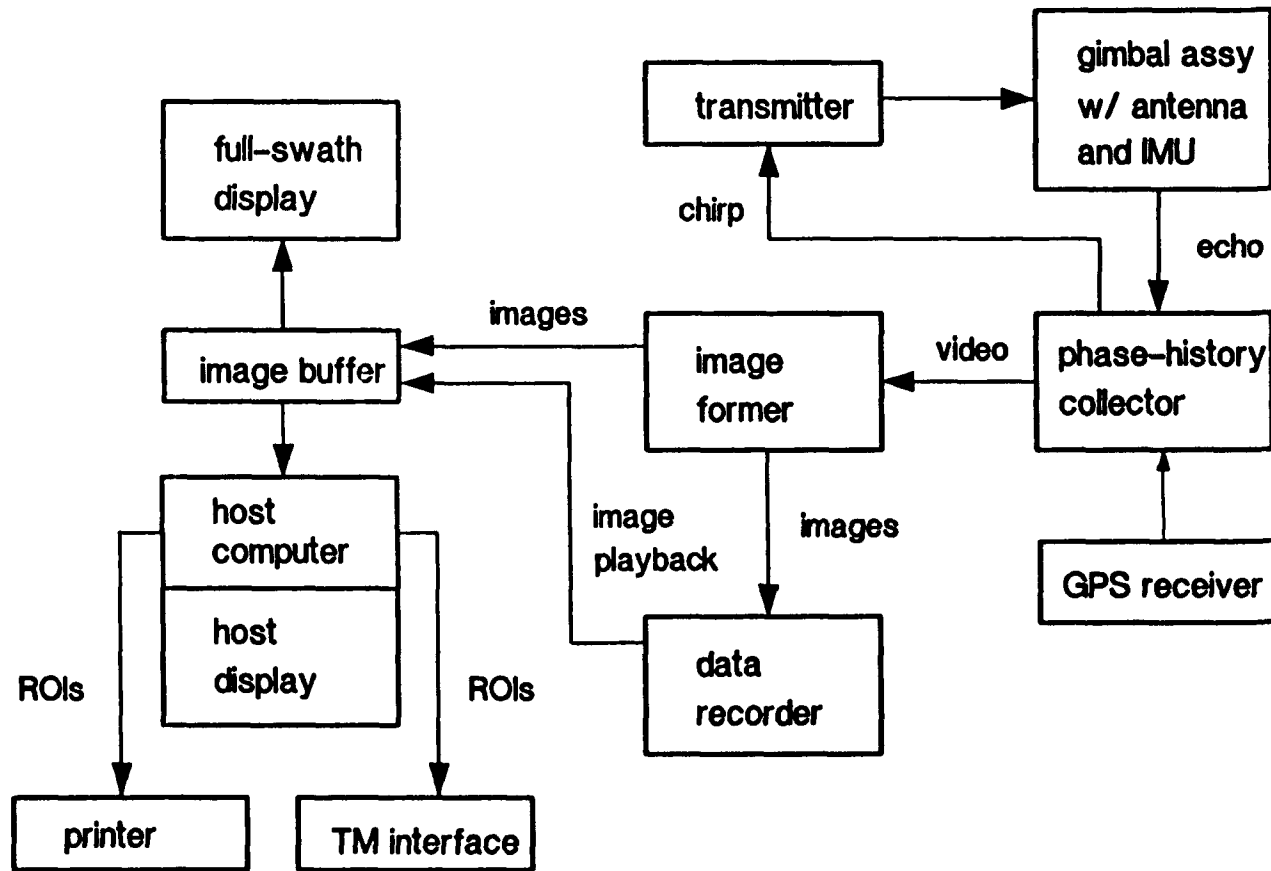 gimbal assy
w/ antenna
and IMU
transmitter
full-swath
display
chirp
echo
images
image buffer
image
former
video
phase-history
collector
host
computer
image
playback
images
GPS receiver
host
display
data
recorder
ROIs
ROIs
printer
TM interface